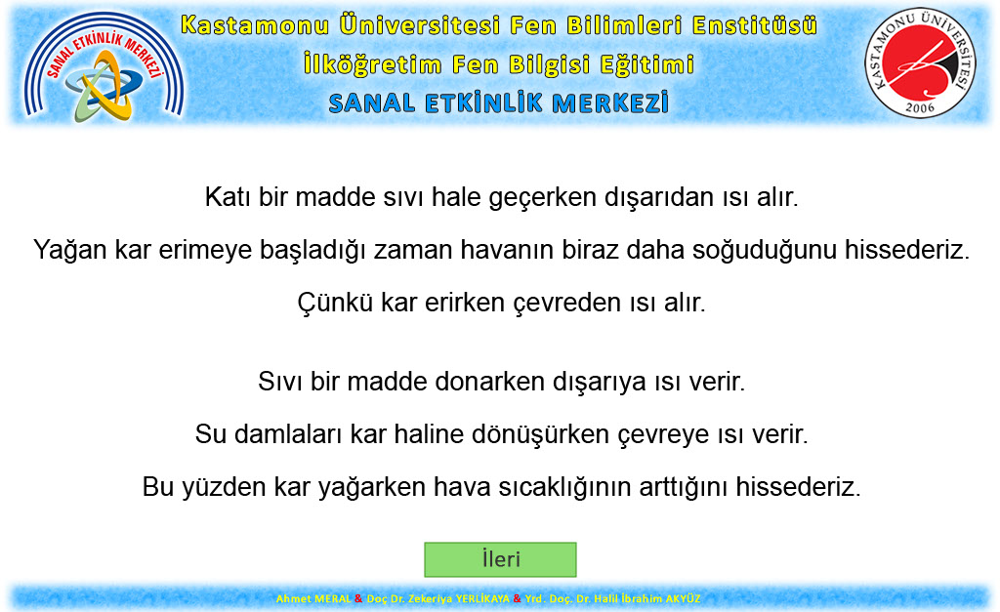 Kastamonu Üniversitesi Fen Bilimleri Enstitüsü
İlköğretim Fen Bilgisi Eğitimi
SANAL ETKİNLİK MERKEZİ
SANAL ETKİNLİK MERKEZİ
KASTAMONU ÜNİVERSİTESİ
2006
Katı bir madde sıvı hale geçerken dışarıdan ısı alır.
Yağan kar erimeye başladığı zaman havanın biraz daha soğuduğunu hissederiz.
Çünkü kar erirken çevreden ısı alır.
Sıvı bir madde donarken dışarıya ısı verir.
Su damlaları kar haline dönüşürken çevreye ısı verir.
Bu yüzden kar yağarken hava sıcaklığının arttığını hissederiz.
İleri
Ahmet MERAL & Doç Dr. Zekeriya YERLİKAYA & Yrd. Doç. Dr. Halil İbrahim AKYÜZ